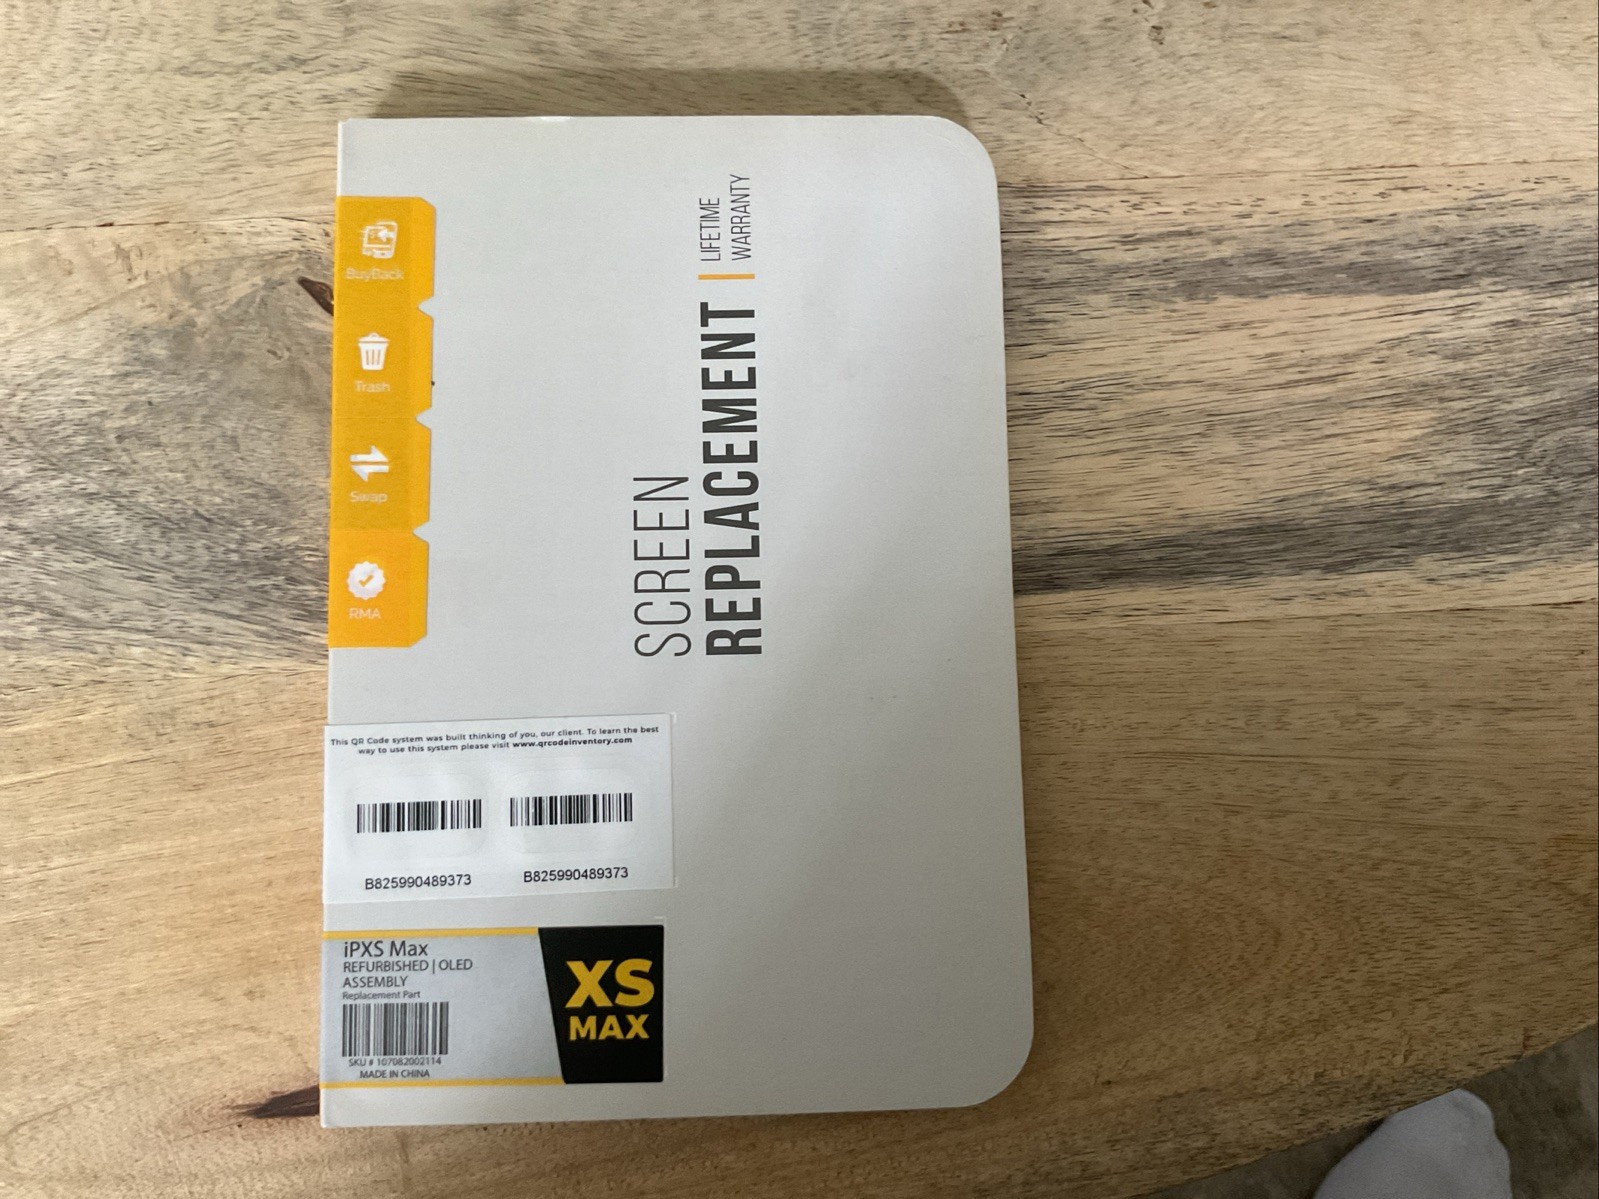 BuyBack
Trash
Swap
RMA
SCREEN
REPLACEMENT
LIFETIME
WARRANTY
This QR Code system was built thinking of you, our client. To learn the best
way to use this system please visit www.qrcodeinventory.com
B825990489373
B825990489373
iPXS Max
REFURBISHED | OLED
ASSEMBLY
Replacement Part
SKU # 107082002114
MADE IN CHINA
XS
MAX